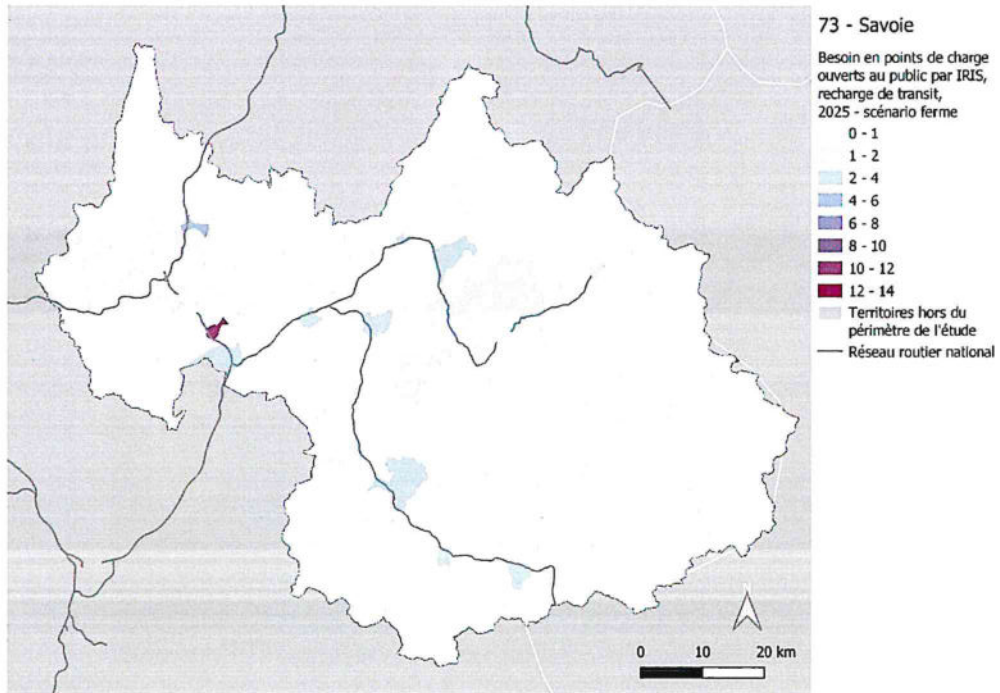 73 - Savoie
Besoin en points de charge
ouverts au public par IRIS,
recharge de transit,
2025 - scénario ferme
0 - 1
1 - 2
2 - 4
4 - 6
6 - 8
8 - 10
10 - 12
12 - 14
Territoires hors du
périmètre de l'étude
Réseau routier national
N
0 10 20 km